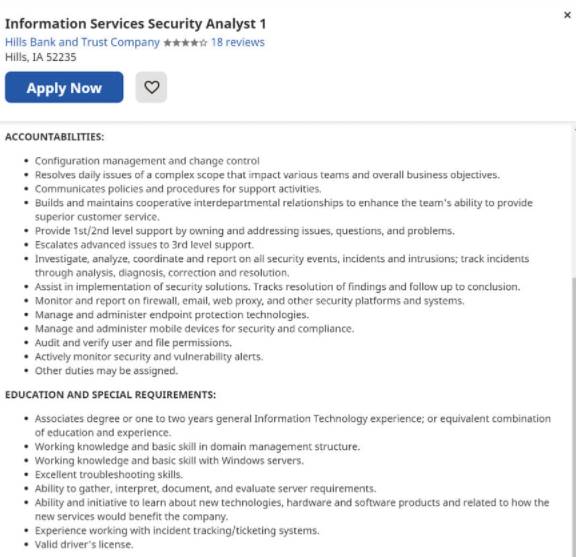 Information Services Security Analyst 1
Hills Bank and Trust Company ★★★★☆ 18 reviews
Hills, IA 52235
Apply Now
ACCOUNTABILITIES:
• Configuration management and change control
• Resolves daily issues of a complex scope that impact various teams and overall business objectives.
• Communicates policies and procedures for support activities.
• Builds and maintains cooperative interdepartmental relationships to enhance the team's ability to provide
superior customer service.
• Provide 1st/2nd level support by owning and addressing issues, questions, and problems.
• Escalates advanced issues to 3rd level support.
• Investigate, analyze, coordinate and report on all security events, incidents and intrusions; track incidents
through analysis, diagnosis, correction and resolution.
• Assist in implementation of security solutions. Tracks resolution of findings and follow up to conclusion.
• Monitor and report on firewall, email, web proxy, and other security platforms and systems.
• Manage and administer endpoint protection technologies.
• Manage and administer mobile devices for security and compliance.
• Audit and verify user and file permissions.
• Actively monitor security and vulnerability alerts.
• Other duties may be assigned.
EDUCATION AND SPECIAL REQUIREMENTS:
• Associates degree or one to two years general Information Technology experience; or equivalent combination
of education and experience.
• Working knowledge and basic skill in domain management structure.
• Working knowledge and basic skill with Windows servers.
• Excellent troubleshooting skills.
• Ability to gather, interpret, document, and evaluate server requirements.
• Ability and initiative to learn about new technologies, hardware and software products and related to how the
new services would benefit the company.
• Experience working with incident tracking/ticketing systems.
• Valid driver's license.